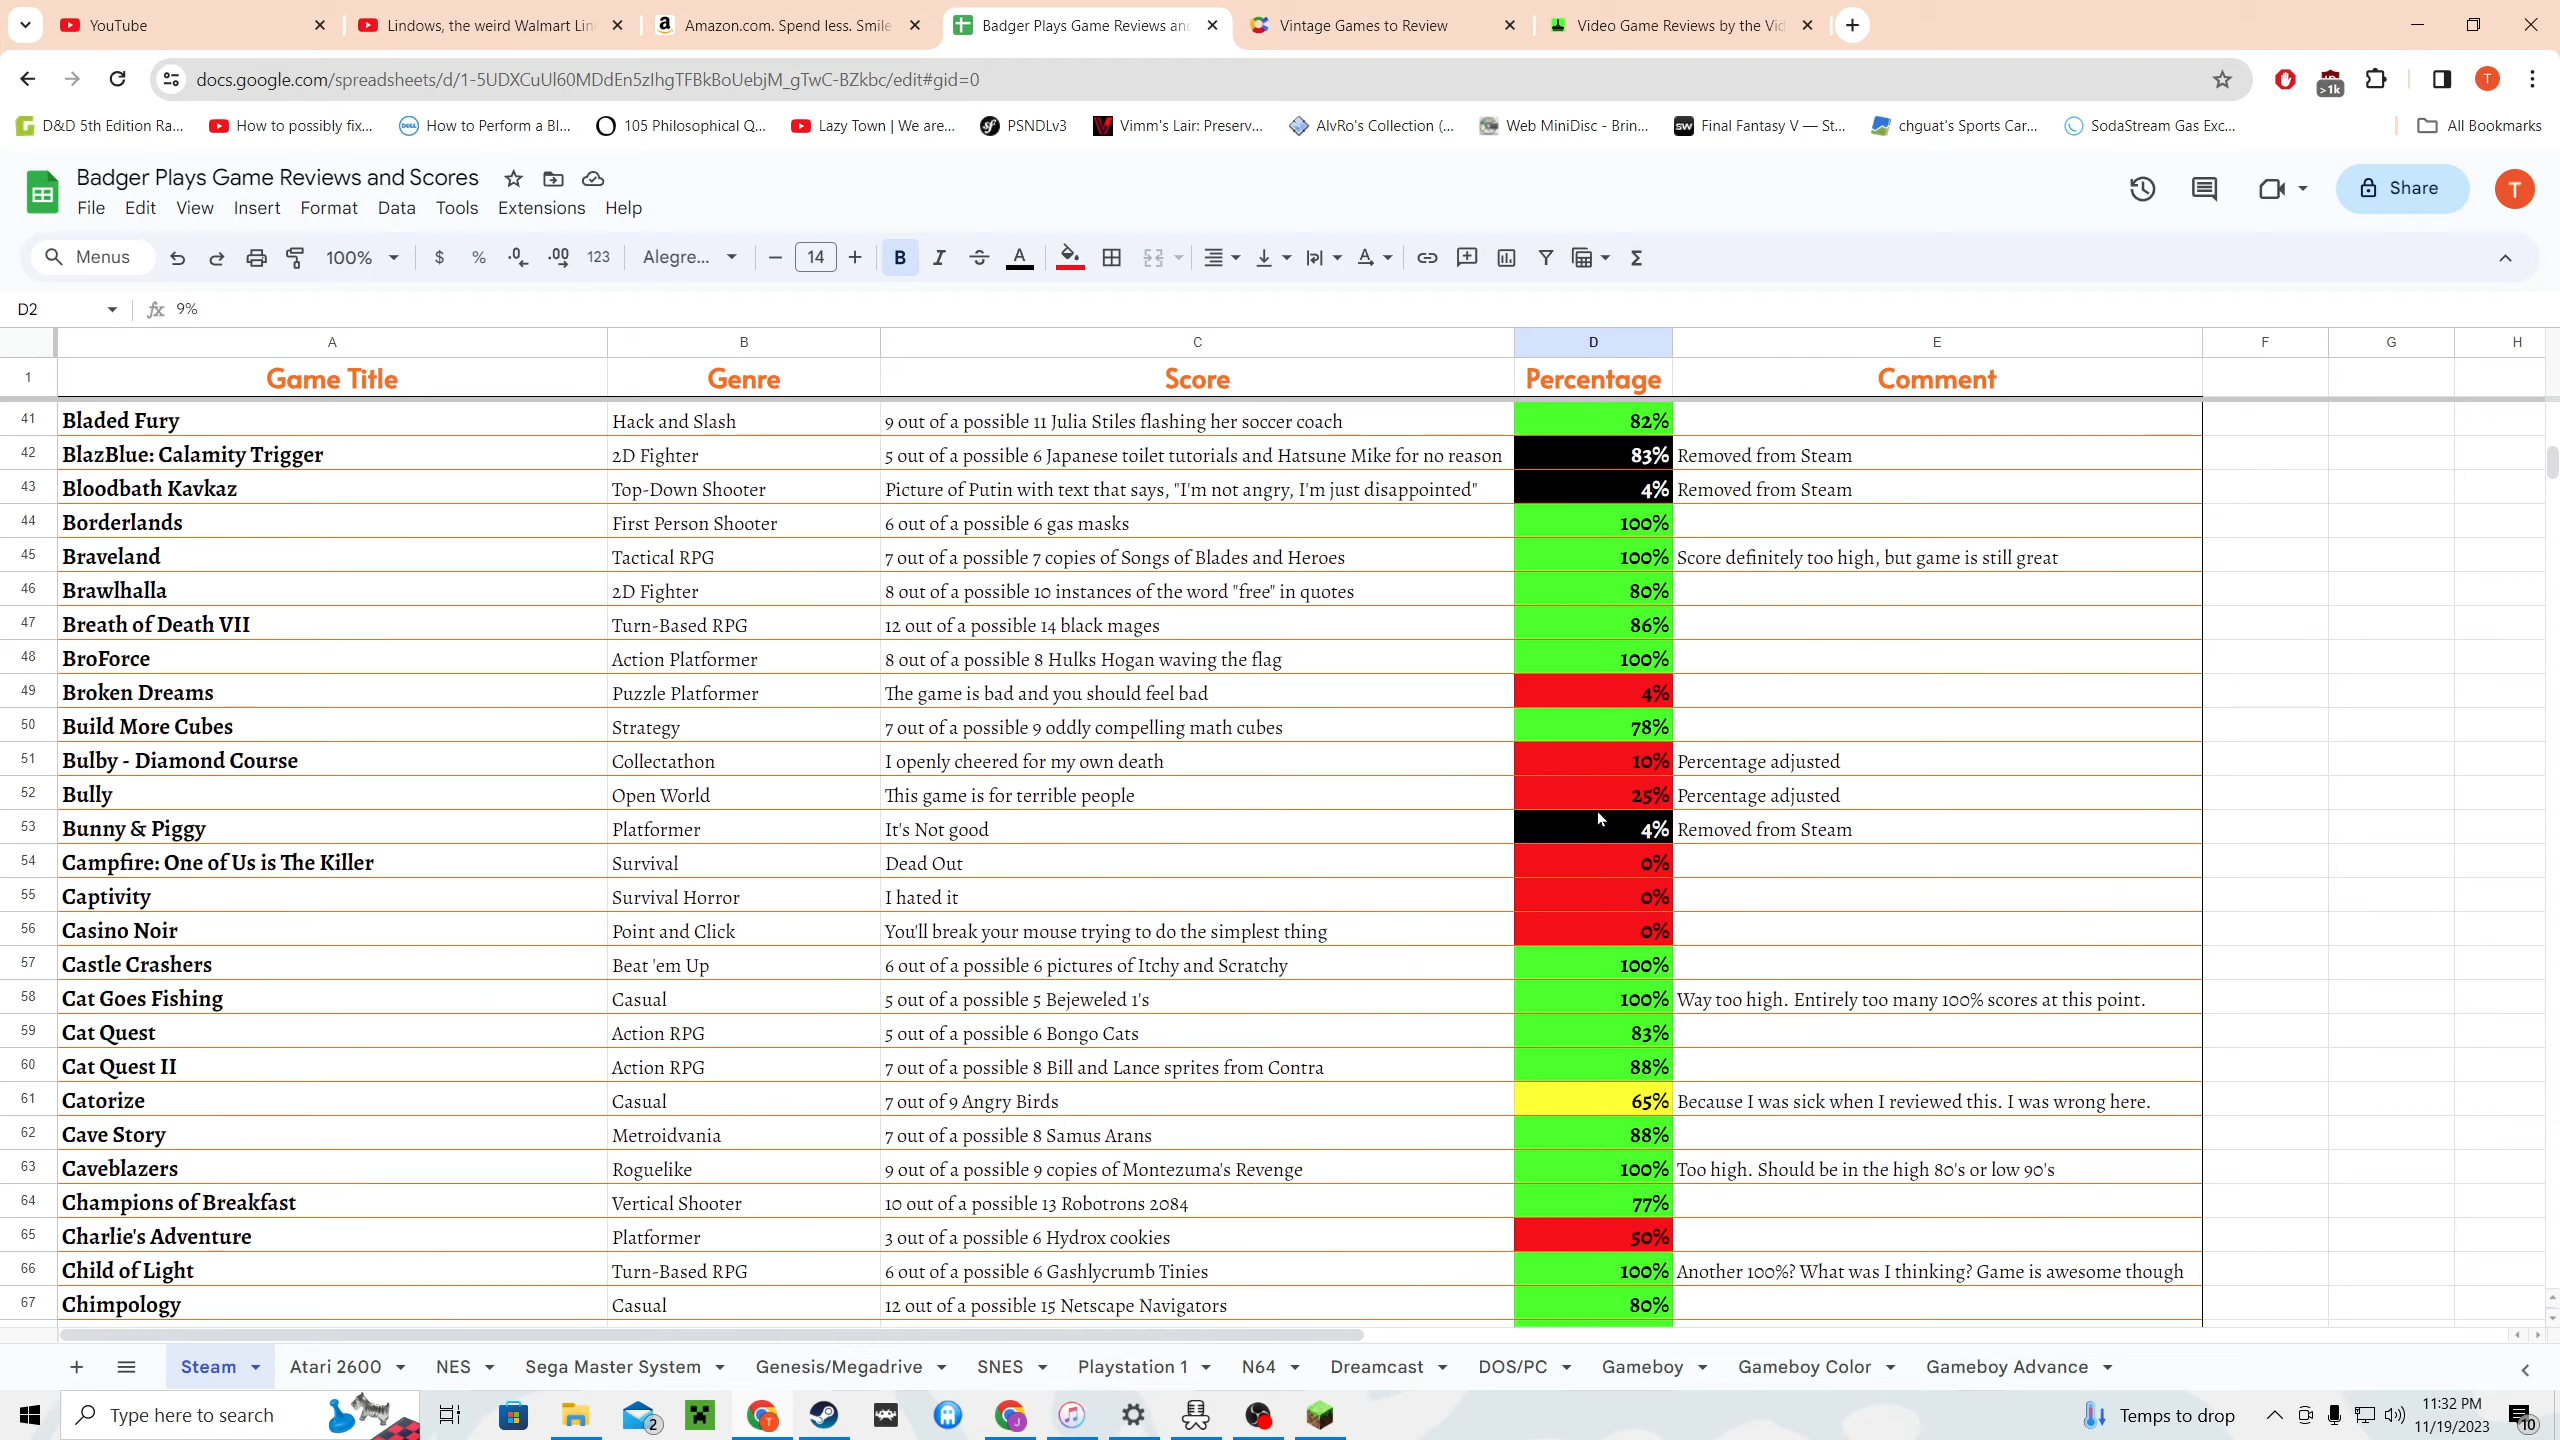 YouTube
Lindows, the weird Walmart Lin
Amazon.com. Spend less. Smile
Badger Plays Game Reviews and
Vintage Games to Review
Video Game Reviews by the Vid
docs.google.com/spreadsheets/d/1-5UDXCuUl60MDdEn5zIhgTFBkBoUebjM_gTwC-BZkbc/edit#gid=0
>1k
T
D&D 5th Edition Ra...
How to possibly fix...
How to Perform a Bl...
105 Philosophical Q...
Lazy Town | We are...
PSNDLv3
Vimm's Lair: Preserv...
AlvRo's Collection (...
Web MiniDisc - Brin...
Final Fantasy V — St...
chguat's Sports Car...
SodaStream Gas Exc...
All Bookmarks
Badger Plays Game Reviews and Scores
File Edit View Insert Format Data Tools Extensions Help
Share
T
Menus 100% $ % .0 .00 123 Alegre... 14 B I A
D2 fx 9%
A B C D E F G H
1 Game Title Genre Score Percentage Comment
41 Bladed Fury Hack and Slash 9 out of a possible 11 Julia Stiles flashing her soccer coach 82%
42 BlazBlue: Calamity Trigger 2D Fighter 5 out of a possible 6 Japanese toilet tutorials and Hatsune Mike for no reason 83% Removed from Steam
43 Bloodbath Kavkaz Top-Down Shooter Picture of Putin with text that says, "I'm not angry, I'm just disappointed" 4% Removed from Steam
44 Borderlands First Person Shooter 6 out of a possible 6 gas masks 100%
45 Braveland Tactical RPG 7 out of a possible 7 copies of Songs of Blades and Heroes 100% Score definitely too high, but game is still great
46 Brawlhalla 2D Fighter 8 out of a possible 10 instances of the word "free" in quotes 80%
47 Breath of Death VII Turn-Based RPG 12 out of a possible 14 black mages 86%
48 BroForce Action Platformer 8 out of a possible 8 Hulks Hogan waving the flag 100%
49 Broken Dreams Puzzle Platformer The game is bad and you should feel bad 4%
50 Build More Cubes Strategy 7 out of a possible 9 oddly compelling math cubes 78%
51 Bulby - Diamond Course Collectathon I openly cheered for my own death 10% Percentage adjusted
52 Bully Open World This game is for terrible people 25% Percentage adjusted
53 Bunny & Piggy Platformer It's Not good 4% Removed from Steam
54 Campfire: One of Us is The Killer Survival Dead Out 0%
55 Captivity Survival Horror I hated it 0%
56 Casino Noir Point and Click You'll break your mouse trying to do the simplest thing 0%
57 Castle Crashers Beat 'em Up 6 out of a possible 6 pictures of Itchy and Scratchy 100%
58 Cat Goes Fishing Casual 5 out of a possible 5 Bejeweled 1's 100% Way too high. Entirely too many 100% scores at this point.
59 Cat Quest Action RPG 5 out of a possible 6 Bongo Cats 83%
60 Cat Quest II Action RPG 7 out of a possible 8 Bill and Lance sprites from Contra 88%
61 Catorize Casual 7 out of 9 Angry Birds 65% Because I was sick when I reviewed this. I was wrong here.
62 Cave Story Metroidvania 7 out of a possible 8 Samus Arans 88%
63 Caveblazers Roguelike 9 out of a possible 9 copies of Montezuma's Revenge 100% Too high. Should be in the high 80's or low 90's
64 Champions of Breakfast Vertical Shooter 10 out of a possible 13 Robotrons 2084 77%
65 Charlie's Adventure Platformer 3 out of a possible 6 Hydrox cookies 50%
66 Child of Light Turn-Based RPG 6 out of a possible 6 Gashlycrumb Tinies 100% Another 100%? What was I thinking? Game is awesome though
67 Chimpology Casual 12 out of a possible 15 Netscape Navigators 80%
Steam Atari 2600 NES Sega Master System Genesis/Megadrive SNES Playstation 1 N64 Dreamcast DOS/PC Gameboy Gameboy Color Gameboy Advance
Type here to search
2
Temps to drop
11:32 PM
11/19/2023
10